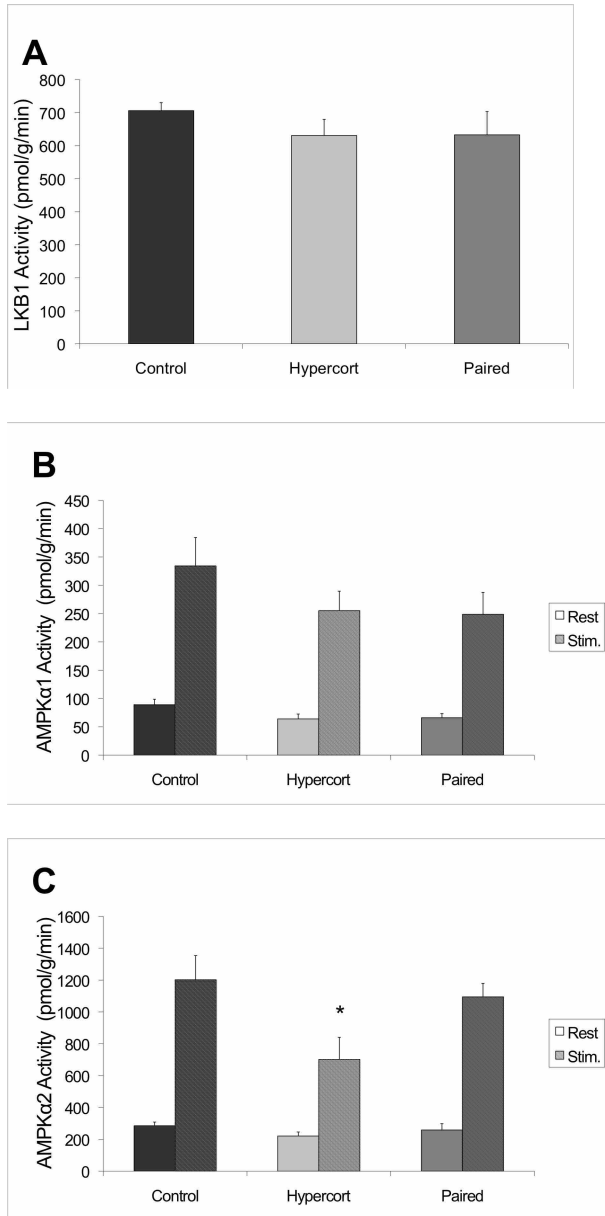 A
LKB1 Activity (pmol/g/min)
800
700
600
500
400
300
200
100
0
Control Hypercort Paired
B
AMPKα1 Activity (pmol/g/min)
450
400
350
300
250
200
150
100
50
0
Control Hypercort Paired
Rest
Stim.
C
AMPKα2 Activity (pmol/g/min)
1600
1400
1200
1000
800
600
400
200
0
*
Control Hypercort Paired
Rest
Stim.